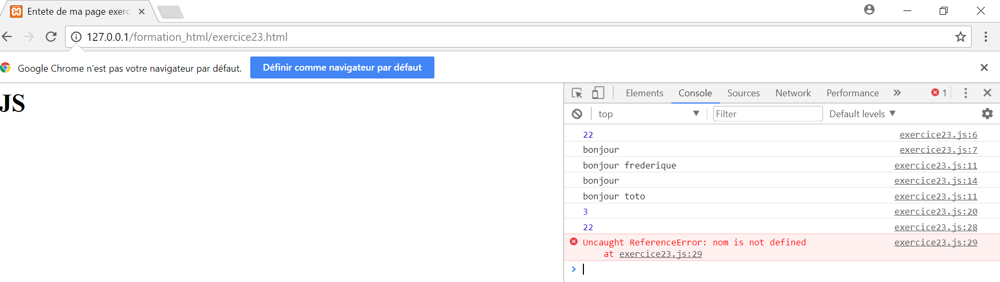 Entete de ma page exerc
127.0.0.1/formation_html/exercice23.html
Google Chrome n'est pas votre navigateur par défaut. Définir comme navigateur par défaut
JS
Elements Console Sources Network Performance » 1
top Filter Default levels
22 exercice23.js:6
bonjour exercice23.js:7
bonjour frederique exercice23.js:11
bonjour exercice23.js:14
bonjour toto exercice23.js:11
3 exercice23.js:20
22 exercice23.js:28
Uncaught ReferenceError: nom is not defined exercice23.js:29
at exercice23.js:29